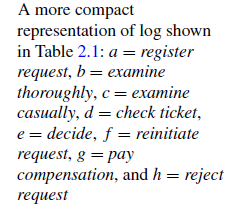 A more compact
representation of log shown
in Table 2.1: a = register
request, b = examine
thoroughly, c = examine
casually, d = check ticket,
e = decide, f = reinitiate
request, g = pay
compensation, and h = reject
request